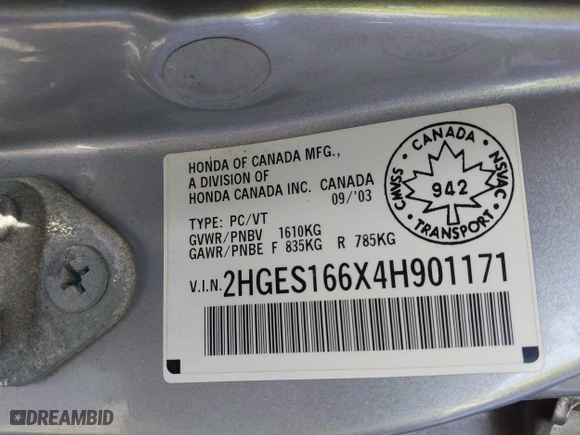 HONDA OF CANADA MFG.,
A DIVISION OF
HONDA CANADA INC. CANADA
09/'03
TYPE: PC/VT
GVWR/PNBV 1610KG
GAWR/PNBE F 835KG R 785KG
V.I.N. 2HGES166X4H901171
CANADA
CMVSS
942
NSVAC
TRANSPORT
DREAMBID